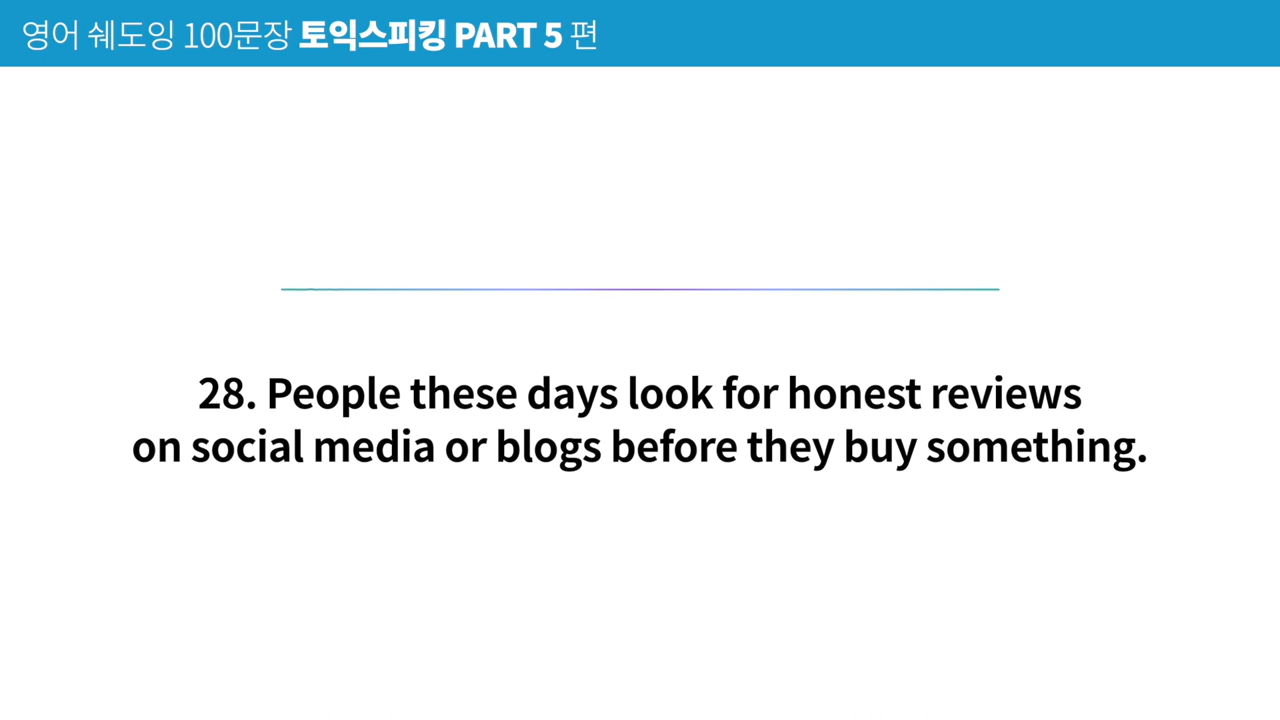 영어 쉐도잉 100문장 토익스피킹 PART 5 편
28. People these days look for honest reviews
on social media or blogs before they buy something.